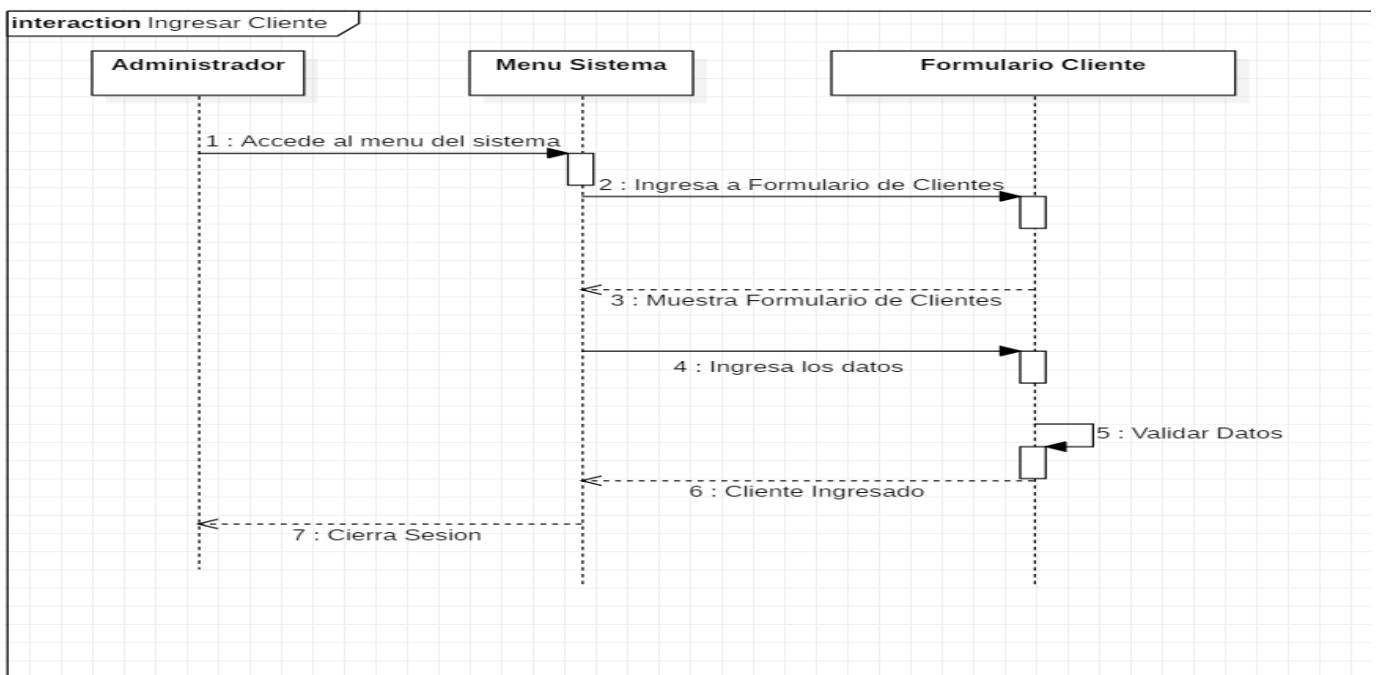 interaction Ingresar Cliente
Administrador
Menu Sistema
Formulario Cliente
1 : Accede al menu del sistema
2 : Ingresa a Formulario de Clientes
3 : Muestra Formulario de Clientes
4 : Ingresa los datos
5 : Validar Datos
6 : Cliente Ingresado
7 : Cierra Sesion